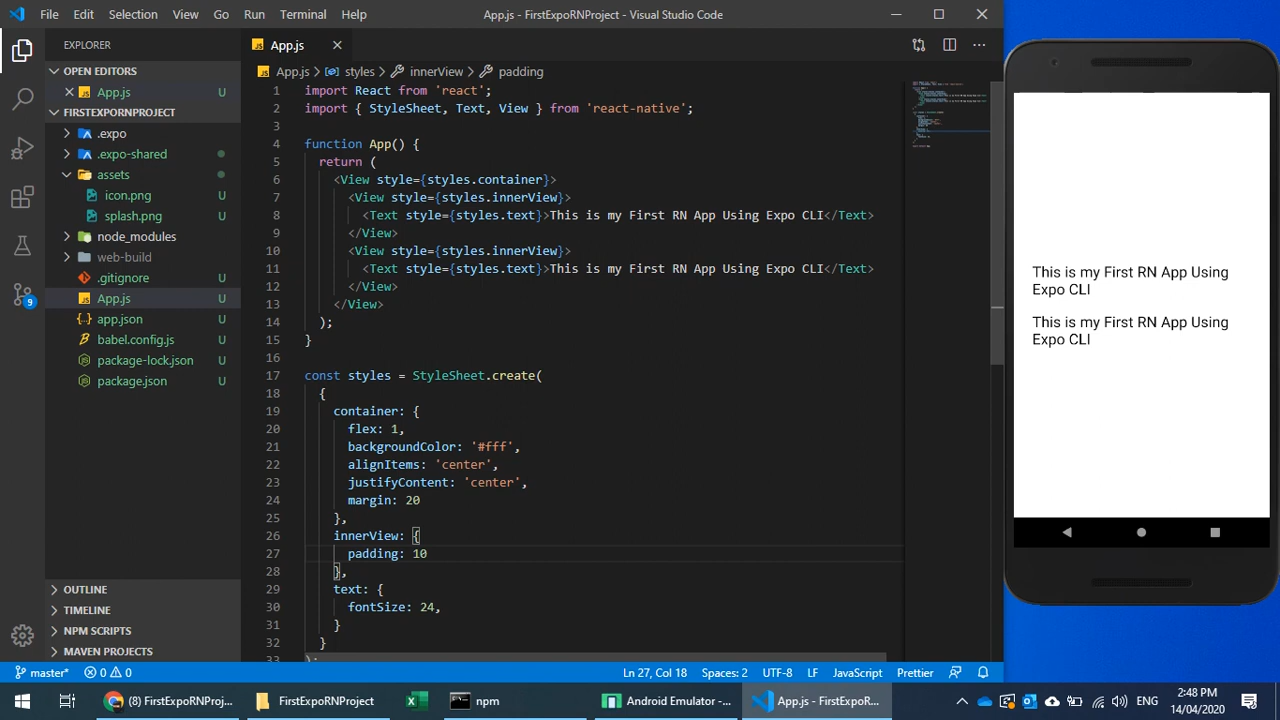 File Edit Selection View Go Run Terminal Help
App.js - FirstExpoRNProject - Visual Studio Code
EXPLORER
OPEN EDITORS
App.js U
FIRSTEXPORNPROJECT
.expo
.expo-shared
assets
icon.png U
splash.png U
node_modules
web-build
.gitignore U
App.js U
app.json U
babel.config.js U
package-lock.json U
package.json U
OUTLINE
TIMELINE
NPM SCRIPTS
MAVEN PROJECTS
9
App.js
App.js > styles > innerView > padding
1 import React from 'react';
2 import { StyleSheet, Text, View } from 'react-native';
3
4 function App() {
5 return (
6 <View style={styles.container}>
7 <View style={styles.innerView}>
8 <Text style={styles.text}>This is my First RN App Using Expo CLI</Text>
9 </View>
10 <View style={styles.innerView}>
11 <Text style={styles.text}>This is my First RN App Using Expo CLI</Text>
12 </View>
13 </View>
14 );
15 }
16
17 const styles = StyleSheet.create(
18 {
19 container: {
20 flex: 1,
21 backgroundColor: '#fff',
22 alignItems: 'center',
23 justifyContent: 'center',
24 margin: 20
25 },
26 innerView: {
27 padding: 10
28 },
29 text: {
30 fontSize: 24,
31 }
32 }
33 );
This is my First RN App Using
Expo CLI
This is my First RN App Using
Expo CLI
master* 0 0 Ln 27, Col 18 Spaces: 2 UTF-8 LF JavaScript Prettier
(8) FirstExpoRNProj... FirstExpoRNProject npm Android Emulator -... App.js - FirstExpoR...
ENG
2:48 PM
14/04/2020